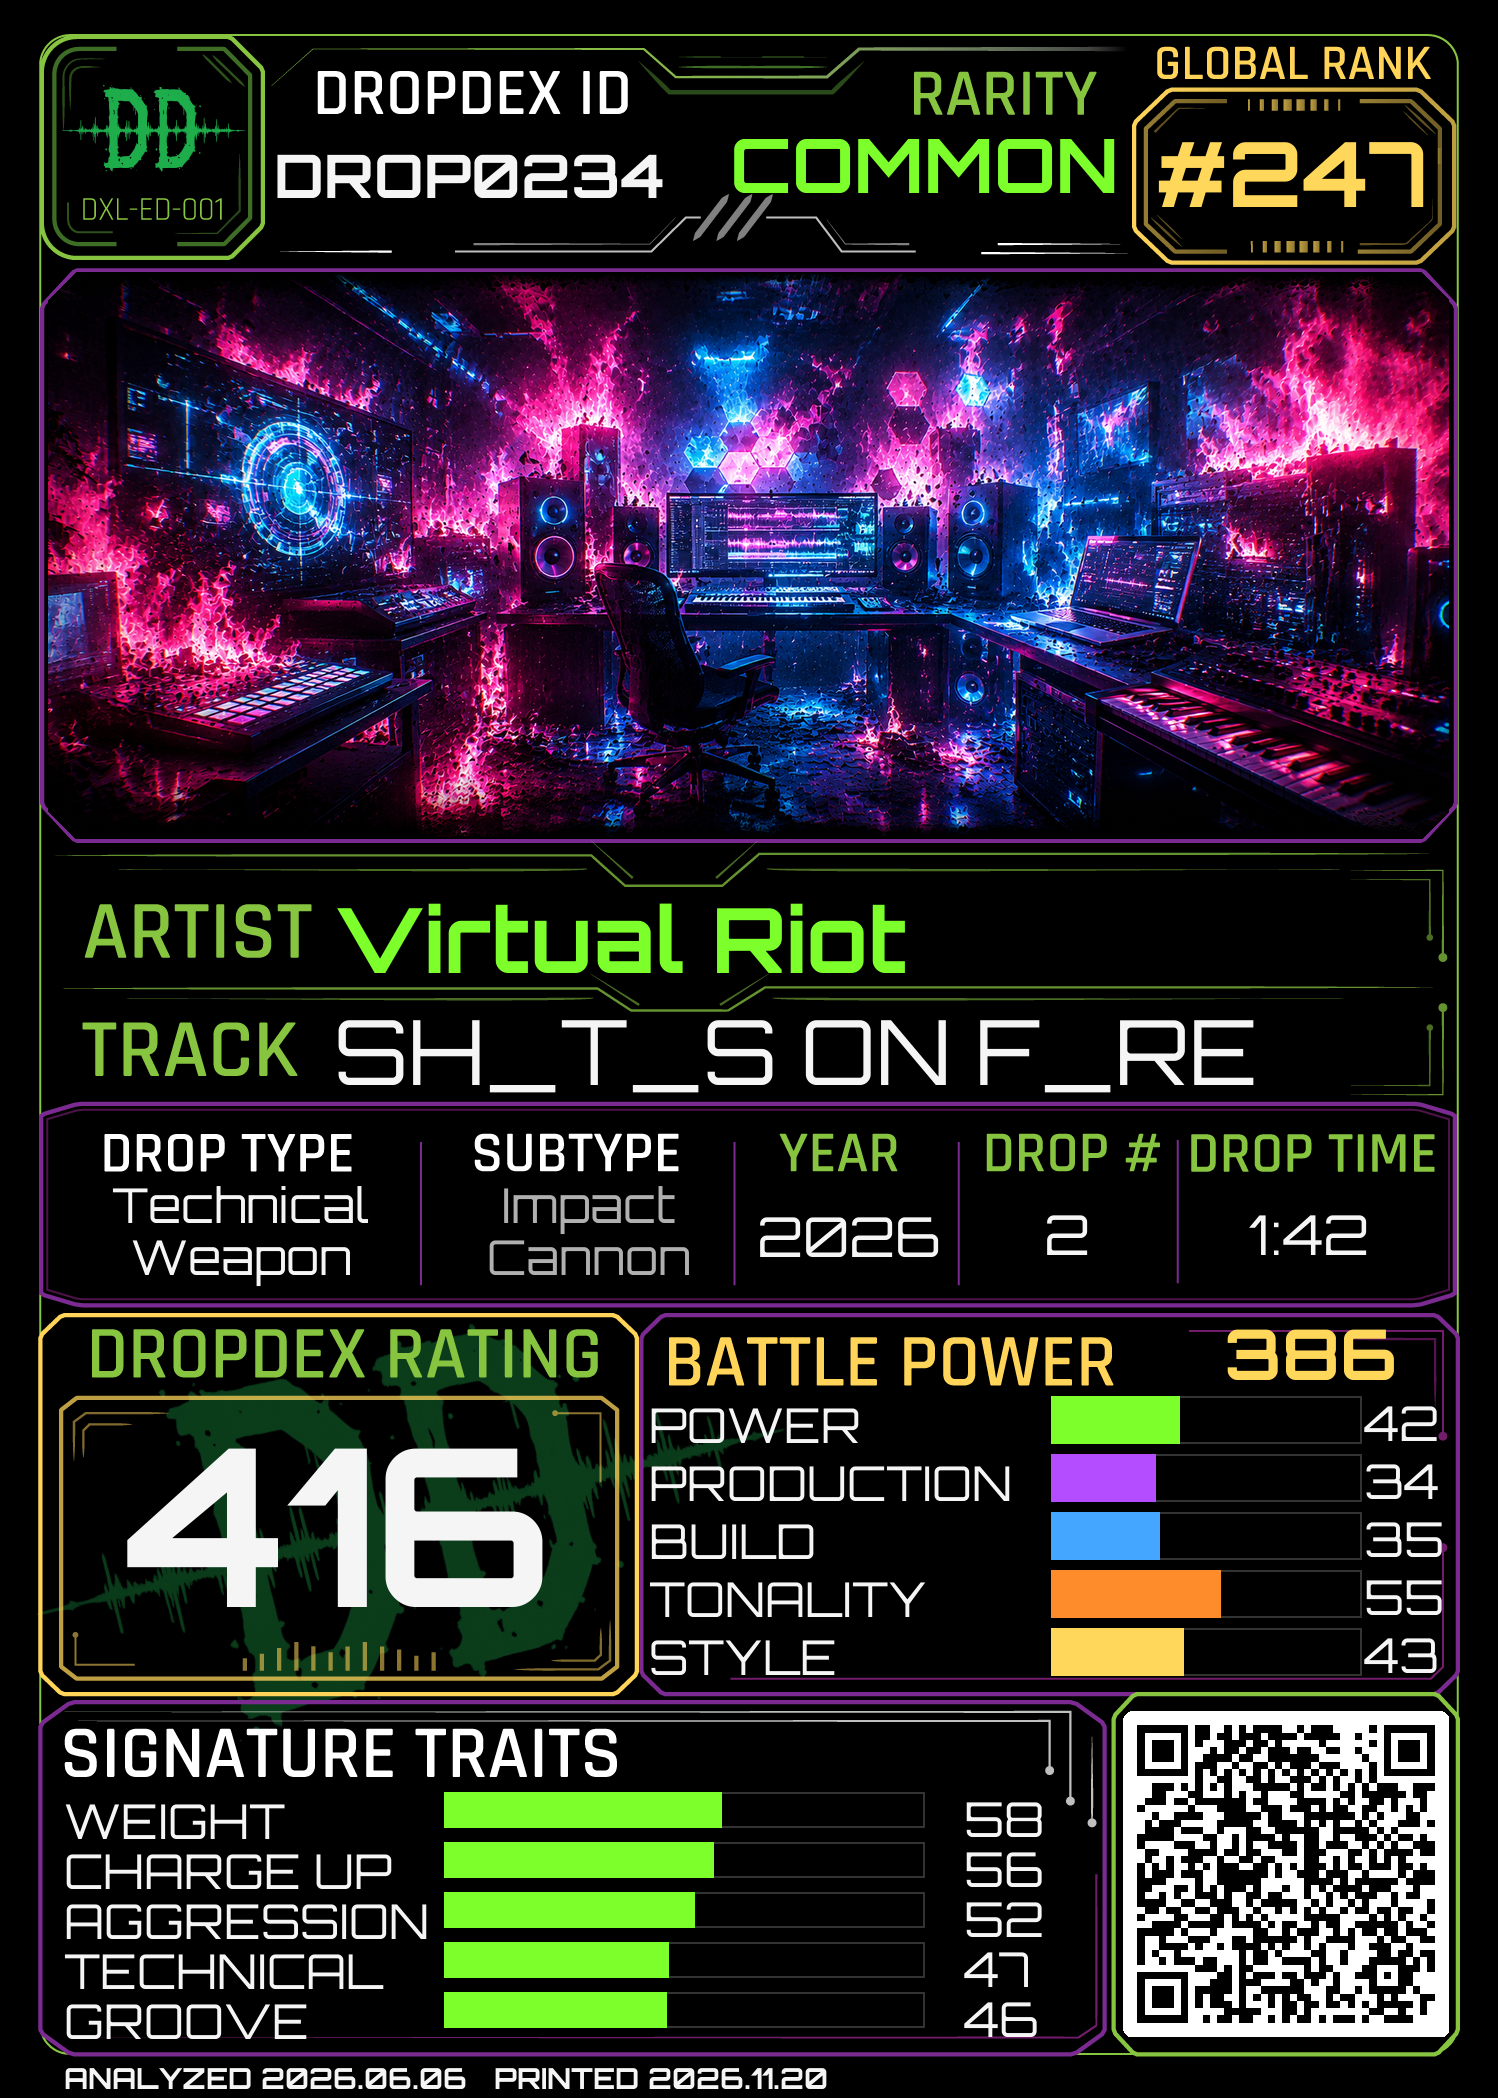 DD
DXL-ED-001
DROPDEX ID
DROP0234
RARITY
COMMON
GLOBAL RANK
#247
ARTIST Virtual Riot
TRACK SH_T_S ON F_RE
DROP TYPE
Technical
Weapon
SUBTYPE
Impact
Cannon
YEAR
2026
DROP #
2
DROP TIME
1:42
DROPDEX RATING
416
BATTLE POWER 386
POWER 42
PRODUCTION 34
BUILD 35
TONALITY 55
STYLE 43
SIGNATURE TRAITS
WEIGHT 58
CHARGE UP 56
AGGRESSION 52
TECHNICAL 47
GROOVE 46
ANALYZED 2026.06.06 PRINTED 2026.11.20